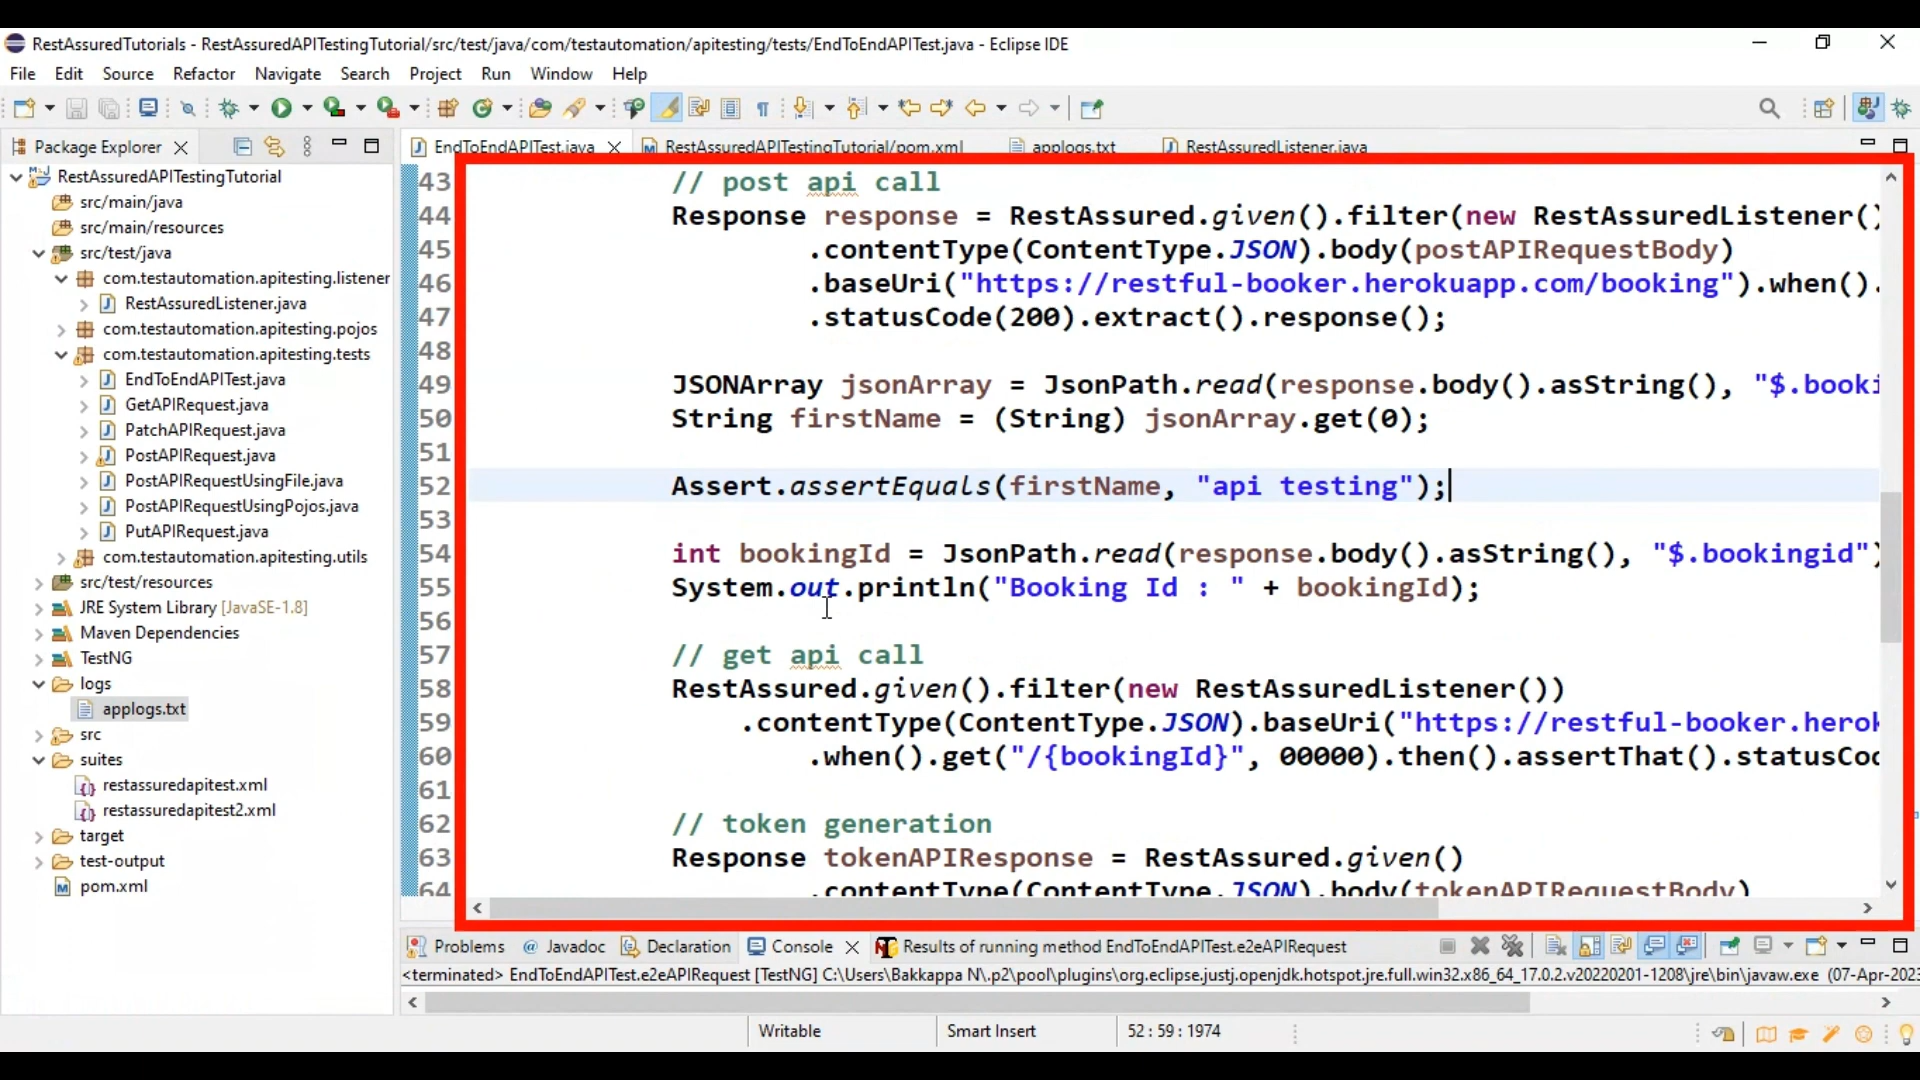 RestAssuredTutorials - RestAssuredAPITestingTutorial/src/test/java/com/testautomation/apitesting/tests/EndToEndAPITest.java - Eclipse IDE
File Edit Source Refactor Navigate Search Project Run Window Help
Package Explorer
RestAssuredAPITestingTutorial
src/main/java
src/main/resources
src/test/java
com.testautomation.apitesting.listener
RestAssuredListener.java
com.testautomation.apitesting.pojos
com.testautomation.apitesting.tests
EndToEndAPITest.java
GetAPIRequest.java
PatchAPIRequest.java
PostAPIRequest.java
PostAPIRequestUsingFile.java
PostAPIRequestUsingPojos.java
PutAPIRequest.java
com.testautomation.apitesting.utils
src/test/resources
JRE System Library [JavaSE-1.8]
Maven Dependencies
TestNG
logs
applogs.txt
src
suites
restassuredapitest.xml
restassuredapitest2.xml
target
test-output
pom.xml
EndToEndAPITest.java RestAssuredAPITestingTutorial/pom.xml applogs.txt RestAssuredListener.java
43 // post api call
44 Response response = RestAssured.given().filter(new RestAssuredListener()
45 .contentType(ContentType.JSON).body(postAPIRequestBody)
46 .baseUri("https://restful-booker.herokuapp.com/booking").when().
47 .statusCode(200).extract().response();
48
49 JSONArray jsonArray = JsonPath.read(response.body().asString(), "$.booki
50 String firstName = (String) jsonArray.get(0);
51
52 Assert.assertEquals(firstName, "api testing");
53
54 int bookingId = JsonPath.read(response.body().asString(), "$.bookingid")
55 System.out.println("Booking Id : " + bookingId);
56
57 // get api call
58 RestAssured.given().filter(new RestAssuredListener())
59 .contentType(ContentType.JSON).baseUri("https://restful-booker.herok
60 .when().get("/{bookingId}", 00000).then().assertThat().statusCod
61
62 // token generation
63 Response tokenAPIResponse = RestAssured.given()
64 .contentType(ContentType.JSON).body(tokenAPIRequestBody)
Problems Javadoc Declaration Console Results of running method EndToEndAPITest.e2eAPIRequest
<terminated> EndToEndAPITest.e2eAPIRequest [TestNG] C:\Users\Bakkappa N\.p2\pool\plugins\org.eclipse.justj.openjdk.hotspot.jre.full.win32.x86_64_17.0.2.v20220201-1208\jre\bin\javaw.exe (07-Apr-2023
Writable Smart Insert 52 : 59 : 1974